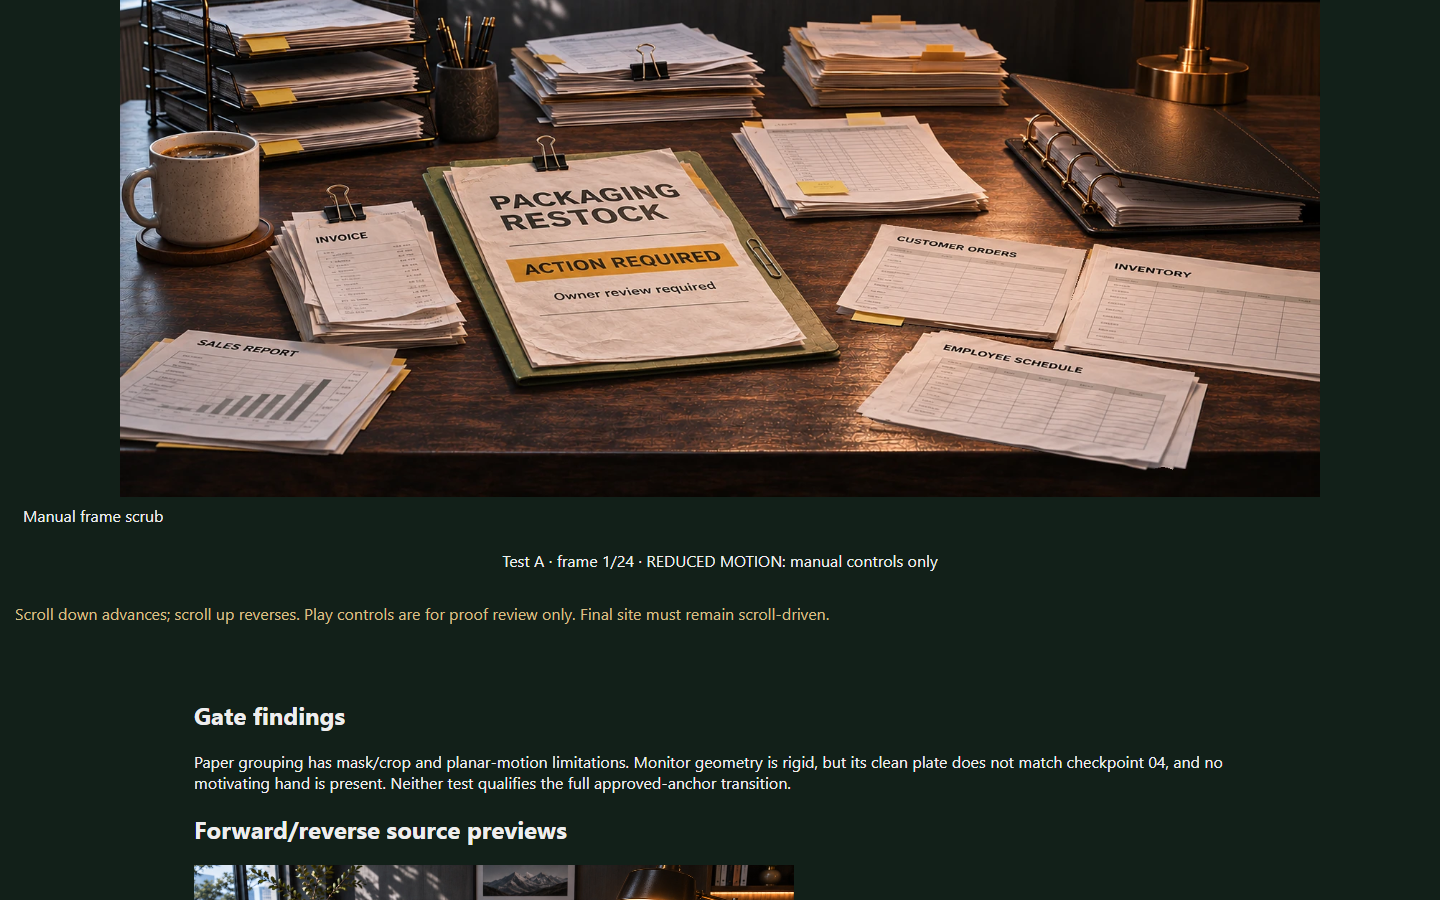 PACKAGING
RESTOCK
ACTION REQUIRED
Owner review required
INVOICE
SALES REPORT
CUSTOMER ORDERS
INVENTORY
EMPLOYEE SCHEDULE
Manual frame scrub
Test A · frame 1/24 · REDUCED MOTION: manual controls only
Scroll down advances; scroll up reverses. Play controls are for proof review only. Final site must remain scroll-driven.
Gate findings
Paper grouping has mask/crop and planar-motion limitations. Monitor geometry is rigid, but its clean plate does not match checkpoint 04, and no
motivating hand is present. Neither test qualifies the full approved-anchor transition.
Forward/reverse source previews